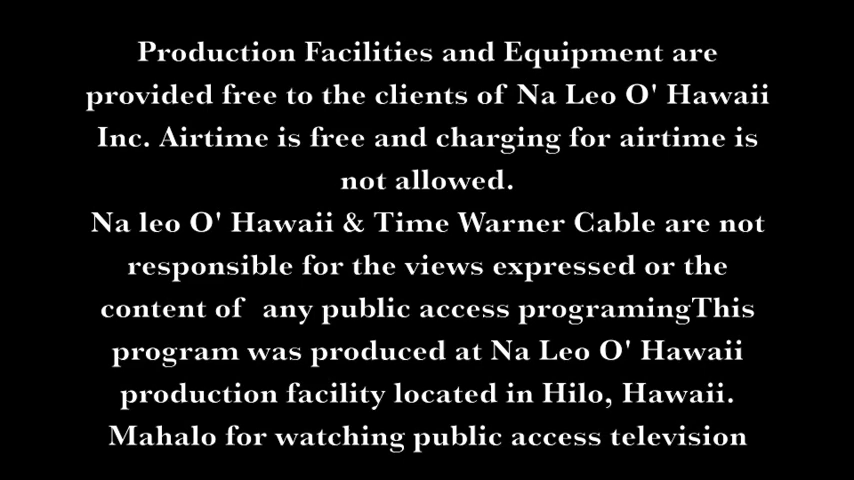 Production Facilities and Equipment are
provided free to the clients of Na Leo O' Hawaii
Inc. Airtime is free and charging for airtime is
not allowed.
Na leo O' Hawaii & Time Warner Cable are not
responsible for the views expressed or the
content of  any public access programingThis
program was produced at Na Leo O' Hawaii
production facility located in Hilo, Hawaii.
Mahalo for watching public access television